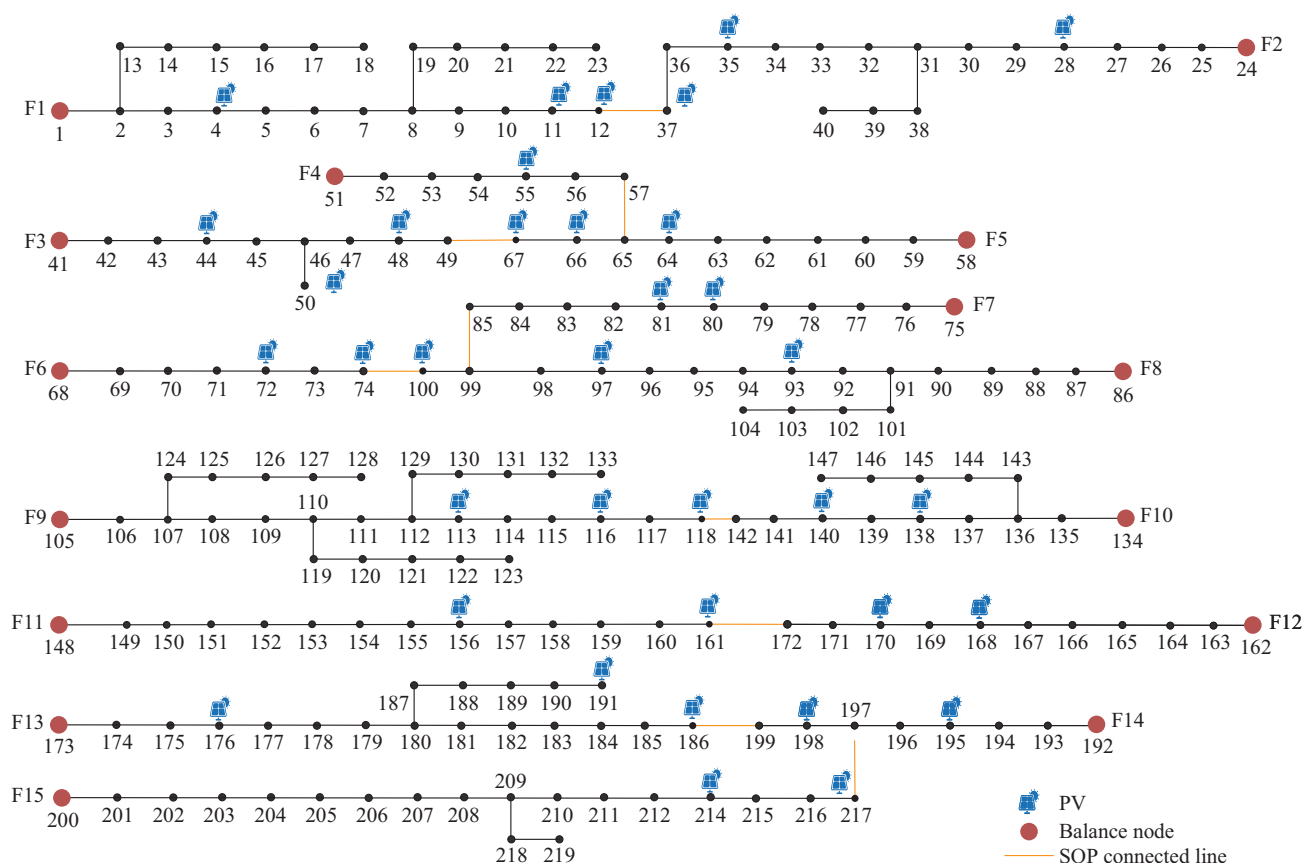 13 14 15 16 17 18 19 20 21 22 23 36 35 34 33 32 31 30 29 28 27 26 25 24 F2
F1 1 2 3 4 5 6 7 8 9 10 11 12 37 40 39 38
F4 51 52 53 54 55 56 57
F3 41 42 43 44 45 46 47 48 49 67 66 65 64 63 62 61 60 59 58 F5
50
85 84 83 82 81 80 79 78 77 76 75 F7
F6 68 69 70 71 72 73 74 100 99 98 97 96 95 94 93 92 91 90 89 88 87 86 F8
104 103 102 101
124 125 126 127 128 129 130 131 132 133 147 146 145 144 143
110
F9 105 106 107 108 109 111 112 113 114 115 116 117 118 142 141 140 139 138 137 136 135 134 F10
119 120 121 122 123
F11 148 149 150 151 152 153 154 155 156 157 158 159 160 161 172 171 170 169 168 167 166 165 164 163 162 F12
187 188 189 190 191
197
F13 173 174 175 176 177 178 179 180 181 182 183 184 185 186 199 198 196 195 194 193 192 F14
209
F15 200 201 202 203 204 205 206 207 208 210 211 212 214 215 216 217
218 219
PV
Balance node
SOP connected line